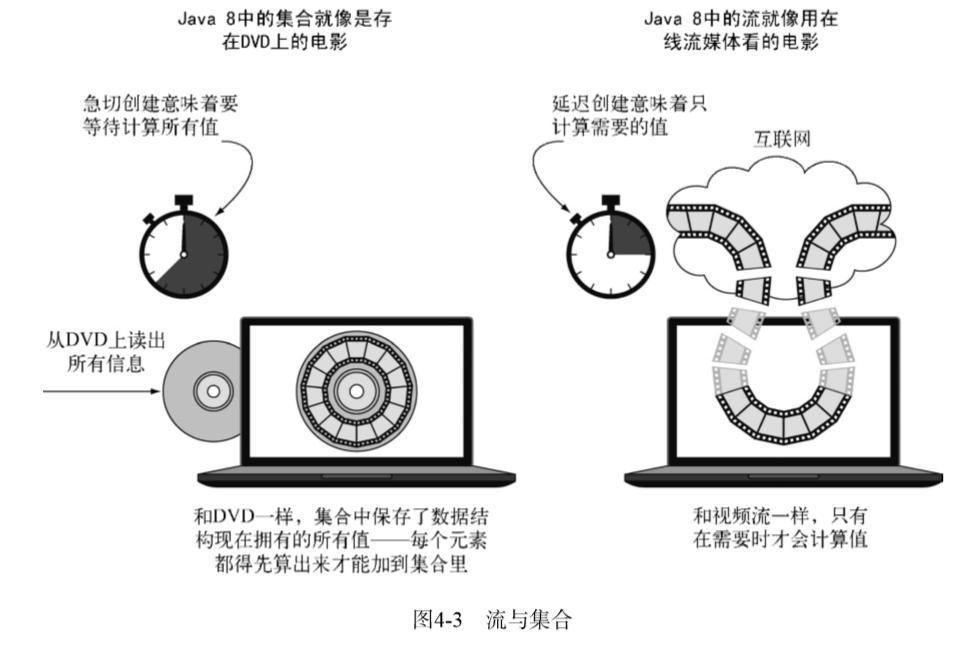 Java 8中的集合就像是存
在DVD上的电影
急切创建意味着要
等待计算所有值
从DVD上读出
所有信息
和DVD一样，集合中保存了数据结
构现在拥有的所有值——每个元素
都得先算出来才能加到集合里
Java 8中的流就像用在
线流媒体看的电影
延迟创建意味着只
计算需要的值
互联网
和视频流一样，只有
在需要时才会计算值
图4-3 流与集合